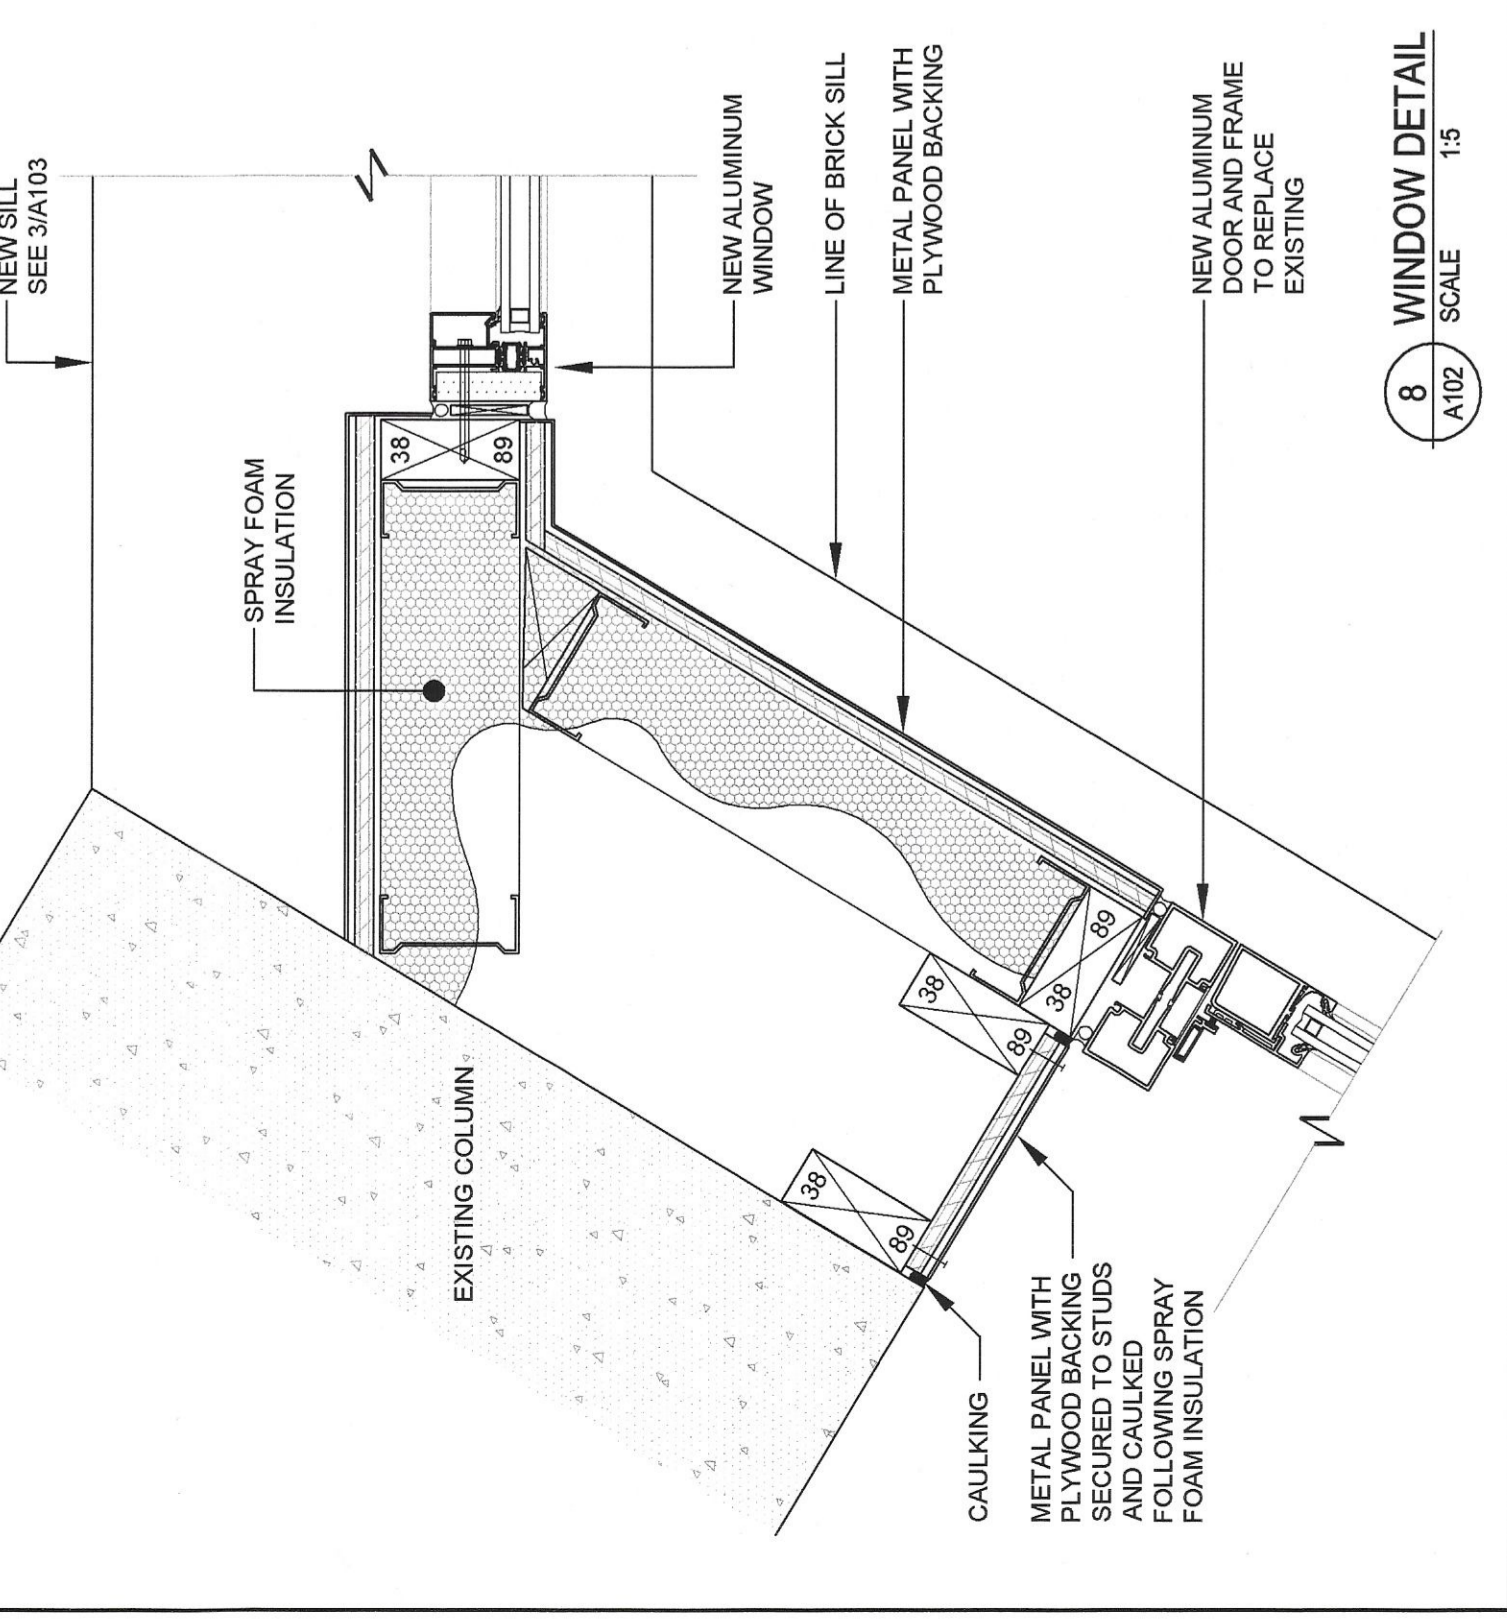 NEW SILL
SEE 3/A103
SPRAY FOAM
INSULATION
38
89
NEW ALUMINUM
WINDOW
LINE OF BRICK SILL
METAL PANEL WITH
PLYWOOD BACKING
NEW ALUMINUM
DOOR AND FRAME
TO REPLACE
EXISTING
EXISTING COLUMN
38
89
38
89
38
89
CAULKING
METAL PANEL WITH
PLYWOOD BACKING
SECURED TO STUDS
AND CAULKED
FOLLOWING SPRAY
FOAM INSULATION
8
A102
WINDOW DETAIL
SCALE 1:5